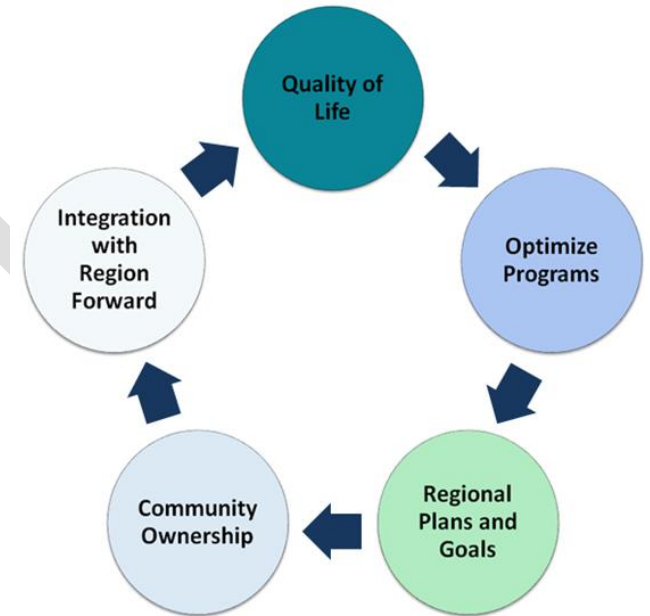 Quality of
Life
Optimize
Programs
Regional
Plans and
Goals
Community
Ownership
Integration
with
Region
Forward